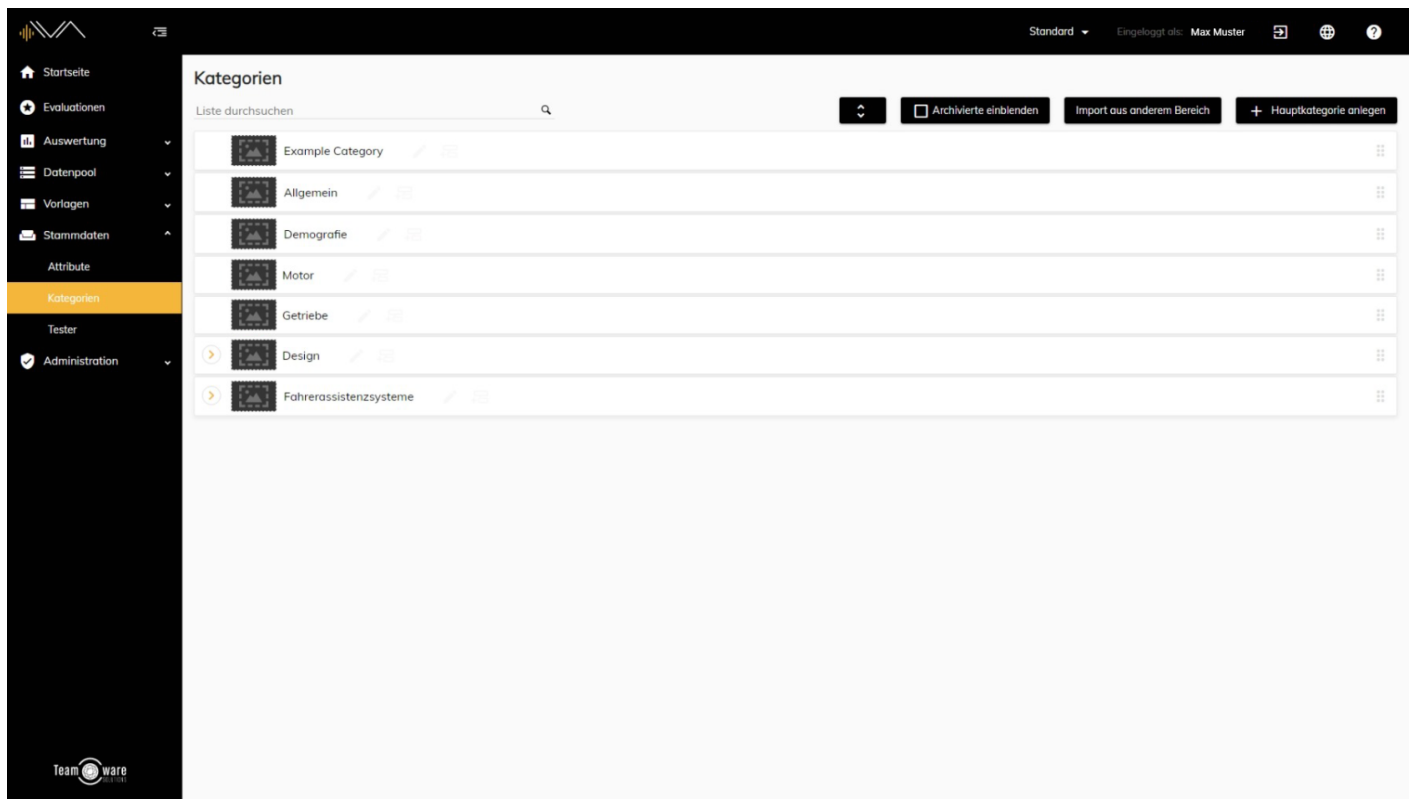 Standard
Eingeloggt als: Max Muster
Startseite
Evaluationen
Auswertung
Datenpool
Vorlagen
Stammdaten
Attribute
Kategorien
Tester
Administration
Team ware
SOLUTIONS
Kategorien
Liste durchsuchen
Archivierte einblenden
Import aus anderem Bereich
+ Hauptkategorie anlegen
Example Category
Allgemein
Demografie
Motor
Getriebe
Design
Fahrerassistenzsysteme